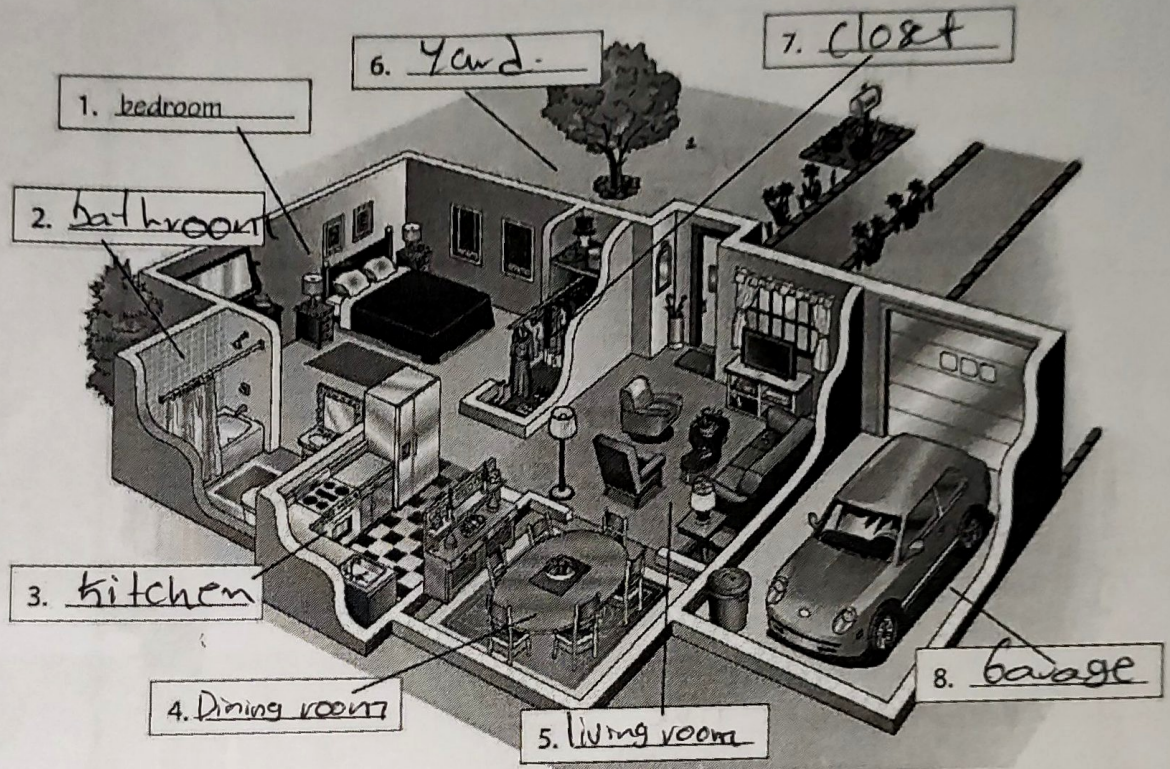 6. Yard.
7. Closet
1. bedroom
2. bathroom
3. kitchen
4. Dining room
5. living room
8. Garage